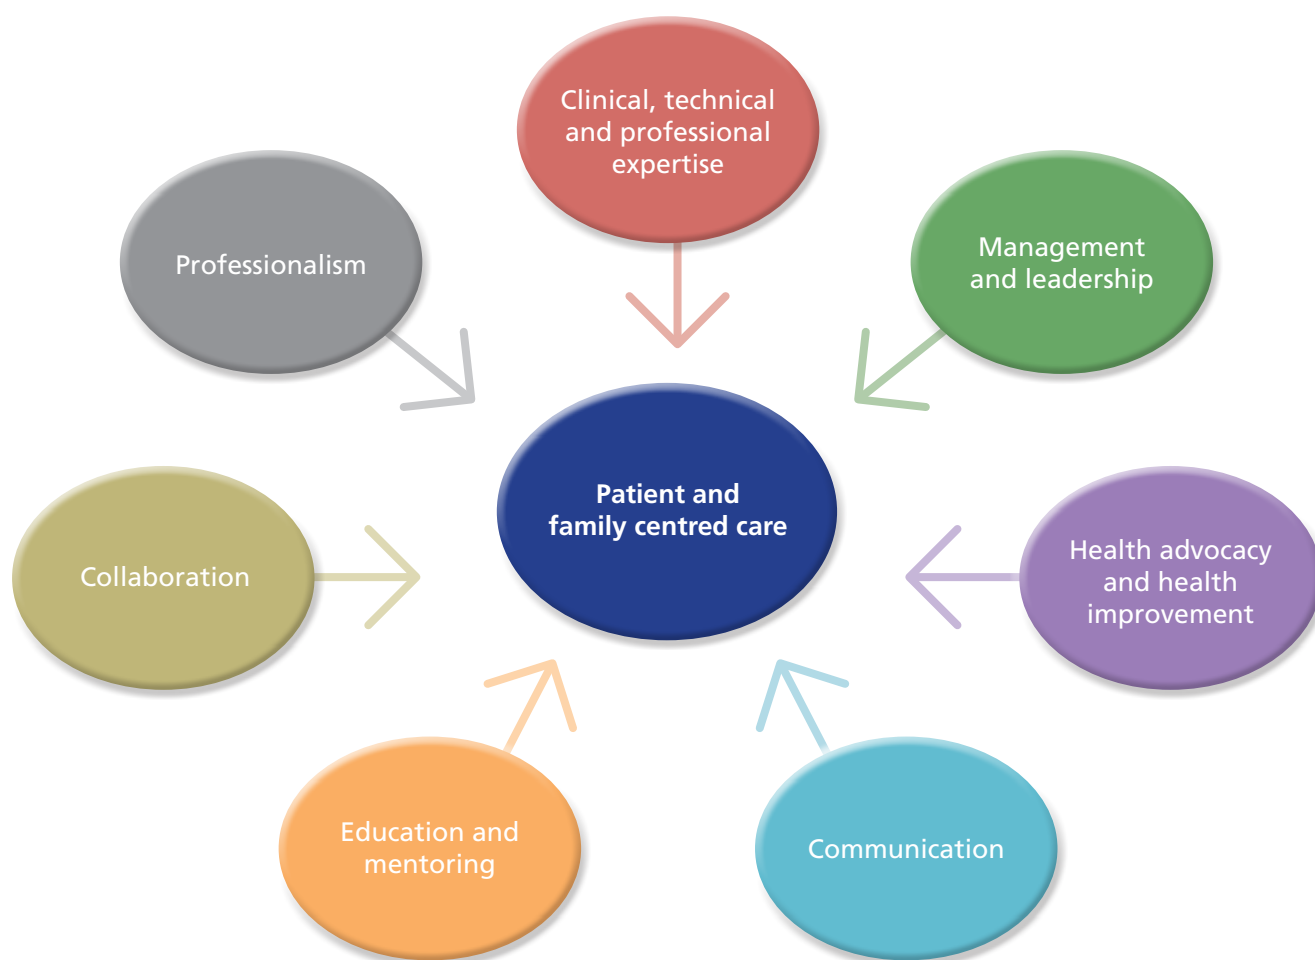 Clinical, technical
and professional
expertise
Professionalism
Management
and leadership
Patient and
family centred care
Collaboration
Health advocacy
and health
improvement
Education and
mentoring
Communication